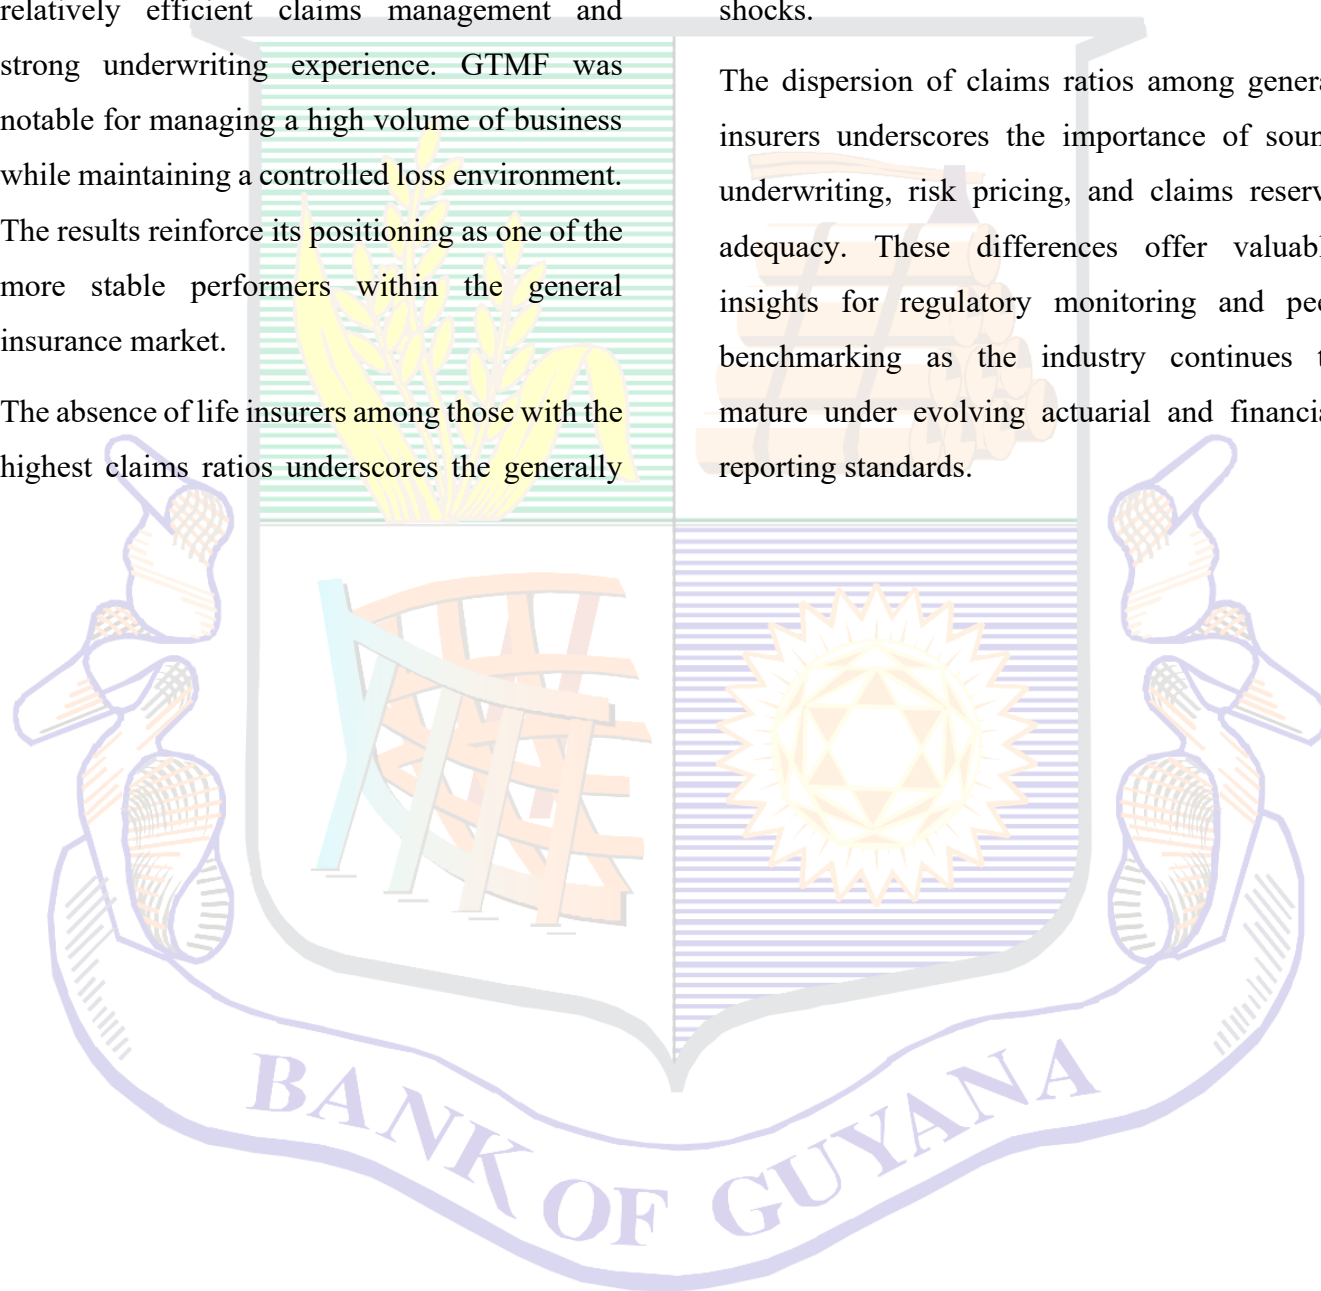 relatively efficient claims management and
strong underwriting experience. GTMF was
notable for managing a high volume of business
while maintaining a controlled loss environment.
The results reinforce its positioning as one of the
more stable performers within the general
insurance market.
The absence of life insurers among those with the
highest claims ratios underscores the generally
shocks.
The dispersion of claims ratios among genera
insurers underscores the importance of soun
underwriting, risk pricing, and claims reserv
adequacy. These differences offer valuabl
insights for regulatory monitoring and pee
benchmarking as the industry continues t
mature under evolving actuarial and financia
reporting standards.
BANK OF GUYANA